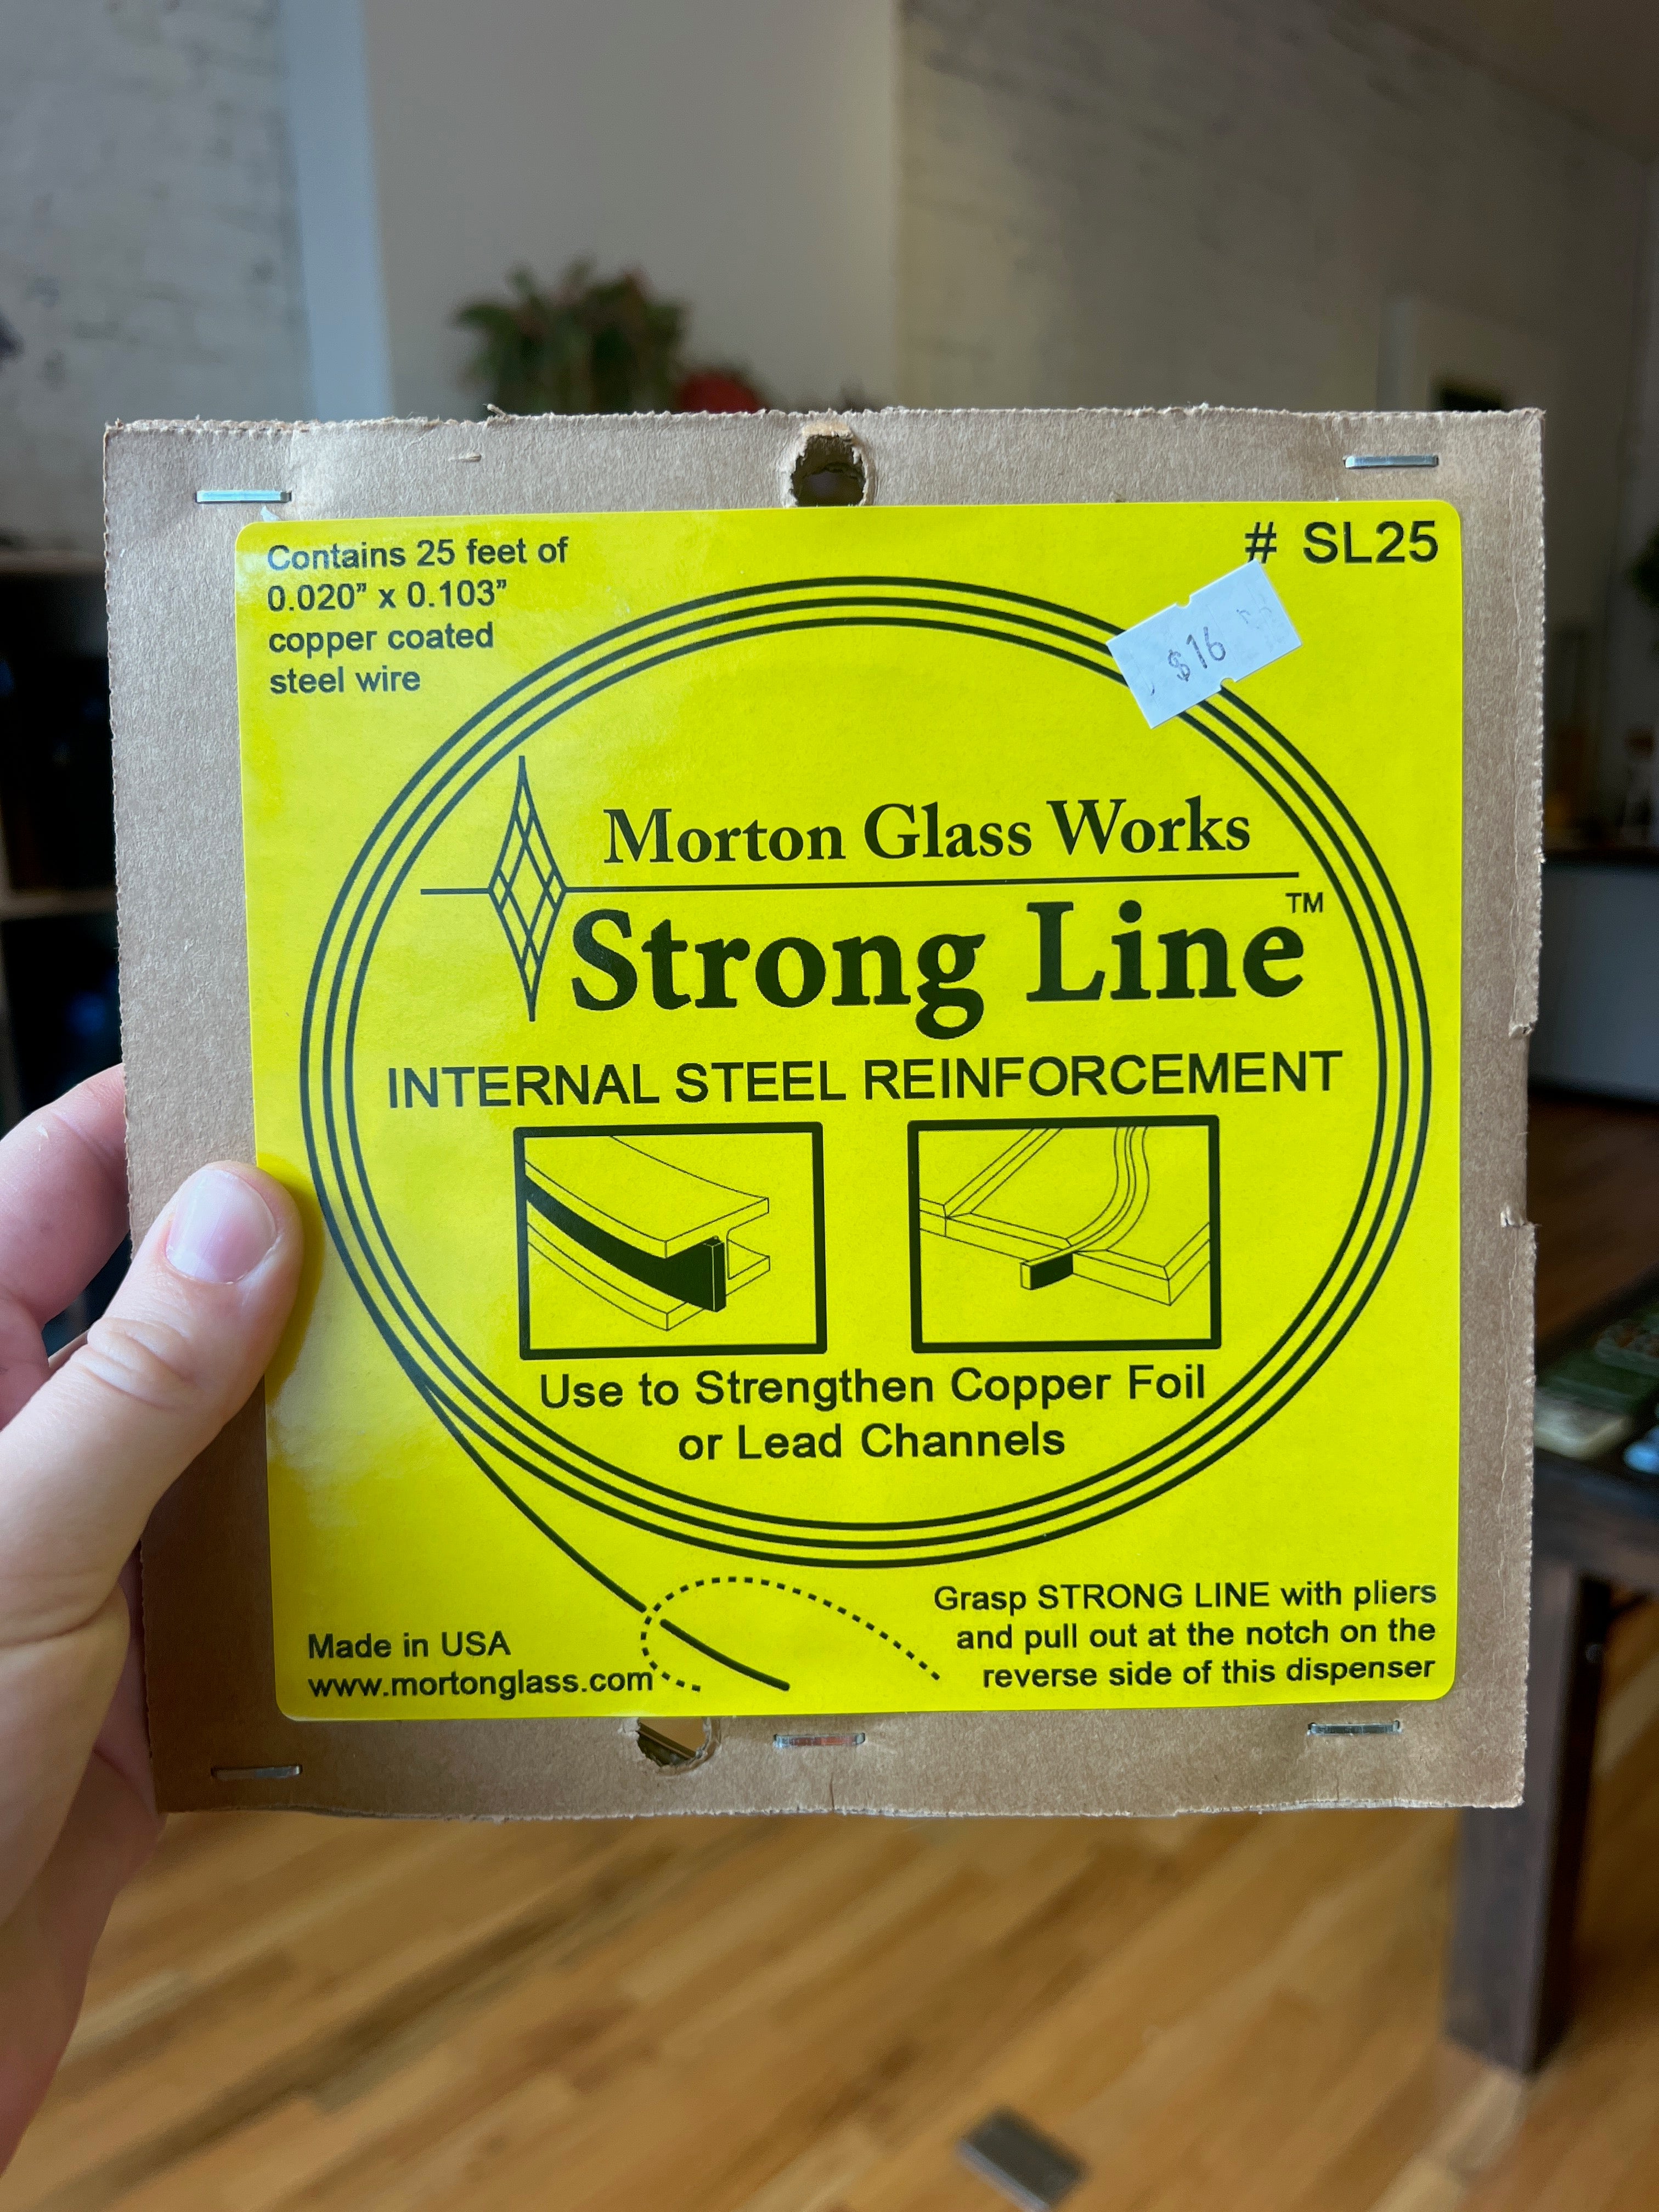 Contains 25 feet of
0.020" x 0.103"
copper coated
steel wire
# SL25
$16
Morton Glass Works
Strong Line™
INTERNAL STEEL REINFORCEMENT
Use to Strengthen Copper Foil
or Lead Channels
Made in USA
www.mortonglass.com
Grasp STRONG LINE with pliers
and pull out at the notch on the
reverse side of this dispenser